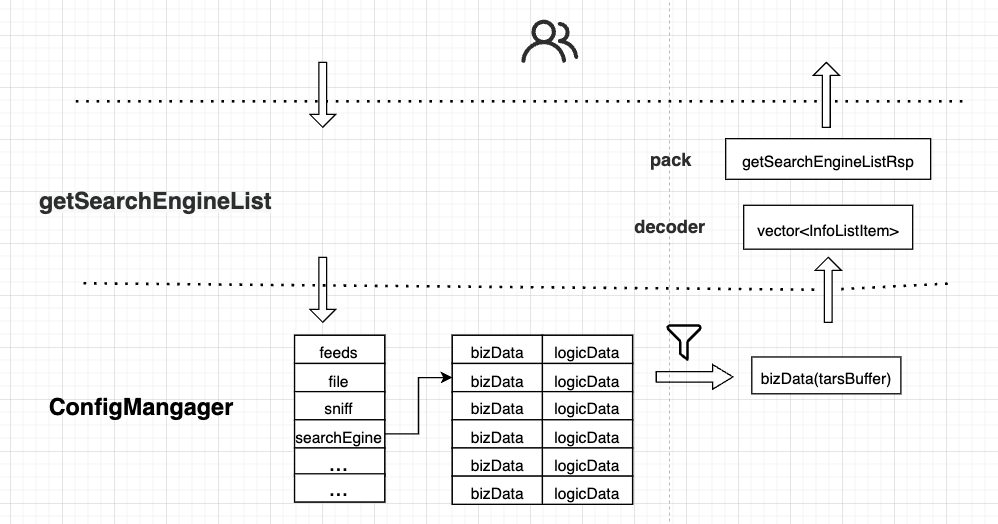 pack
getSearchEngineListRsp
getSearchEngineList
decoder
vector<InfoListItem>
feeds
bizData
logicData
file
bizData
logicData
bizData(tarsBuffer)
ConfigMangager
sniff
bizData
logicData
searchEgine
bizData
logicData
...
bizData
logicData
...
bizData
logicData